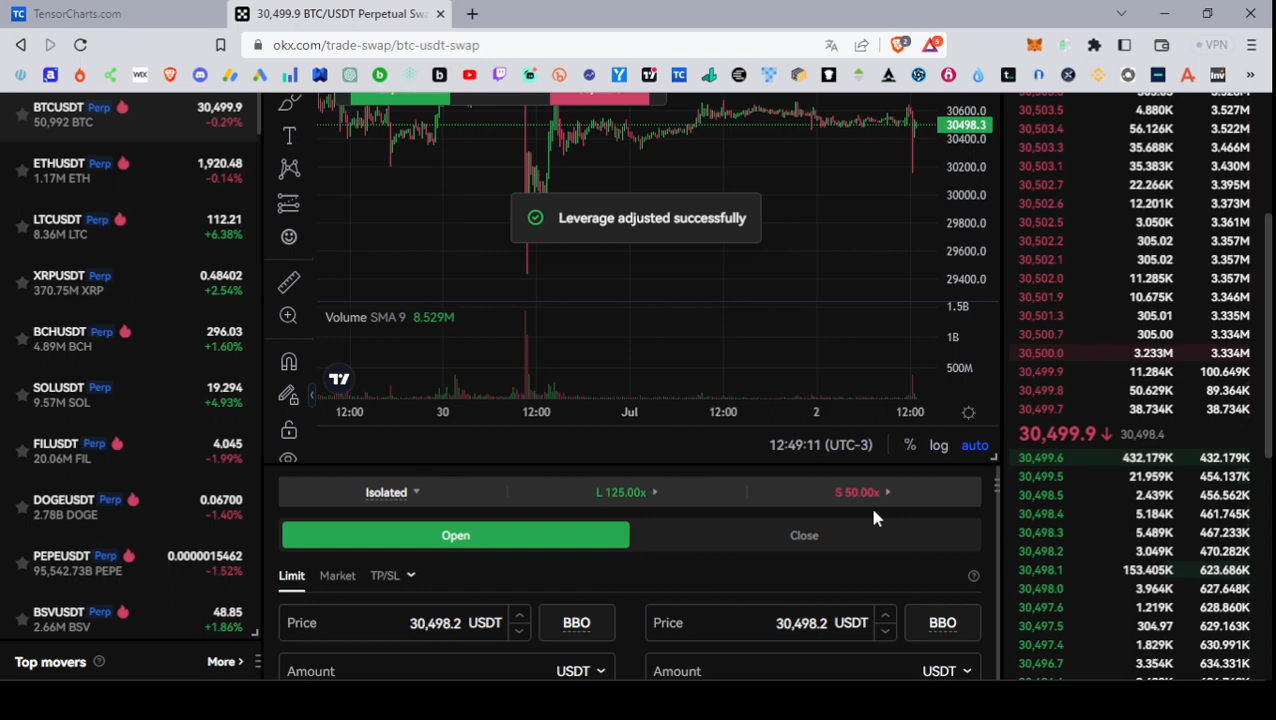 TC TensorCharts.com
30,499.9 BTC/USDT Perpetual Swa
okx.com/trade-swap/btc-usdt-swap
2
5
VPN
WIX
TC
Inv
BTCUSDT Perp 30,499.9
50,992 BTC -0.29%
ETHUSDT Perp 1,920.48
1.17M ETH -0.14%
LTCUSDT Perp 112.21
8.36M LTC +6.38%
XRPUSDT Perp 0.48402
370.75M XRP +2.54%
BCHUSDT Perp 296.03
4.89M BCH +1.60%
SOLUSDT Perp 19.294
9.57M SOL +4.93%
FILUSDT Perp 4.045
20.06M FIL -1.99%
DOGEUSDT Perp 0.06700
2.78B DOGE -1.40%
PEPEUSDT Perp 0.0000015462
95,542.73B PEPE -1.52%
BSVUSDT Perp 48.85
2.66M BSV +1.86%
Top movers More >
30600.0
30498.3
30400.0
30200.0
30000.0
29800.0
29600.0
29400.0
Leverage adjusted successfully
Volume SMA 9 8.529M
1.5B
1B
500M
12:00 30 12:00 Jul 12:00 2 12:00
12:49:11 (UTC-3) % log auto
Isolated L 125.00x S 50.00x
Open Close
Limit Market TP/SL
Price 30,498.2 USDT BBO Price 30,498.2 USDT BBO
Amount USDT Amount USDT
30,503.5 4.880K 3.527M
30,503.4 56.126K 3.522M
30,503.3 35.688K 3.466M
30,503.1 35.383K 3.430M
30,502.7 22.266K 3.395M
30,502.6 12.201K 3.373M
30,502.5 3.050K 3.361M
30,502.2 305.02 3.357M
30,502.1 305.02 3.357M
30,502.0 11.285K 3.357M
30,501.9 10.675K 3.346M
30,501.3 305.01 3.335M
30,500.7 305.00 3.334M
30,500.0 3.233M 3.334M
30,499.9 11.284K 100.649K
30,499.8 50.629K 89.364K
30,499.7 38.734K 38.734K
30,499.9 30,498.4
30,499.6 432.179K 432.179K
30,499.5 21.959K 454.137K
30,498.5 2.439K 456.562K
30,498.4 5.184K 461.745K
30,498.3 5.489K 467.233K
30,498.2 3.049K 470.282K
30,498.1 153.405K 623.686K
30,498.0 3.964K 627.648K
30,497.6 1.219K 628.860K
30,497.5 304.97 629.163K
30,497.4 1.829K 630.991K
30,496.7 3.354K 634.331K